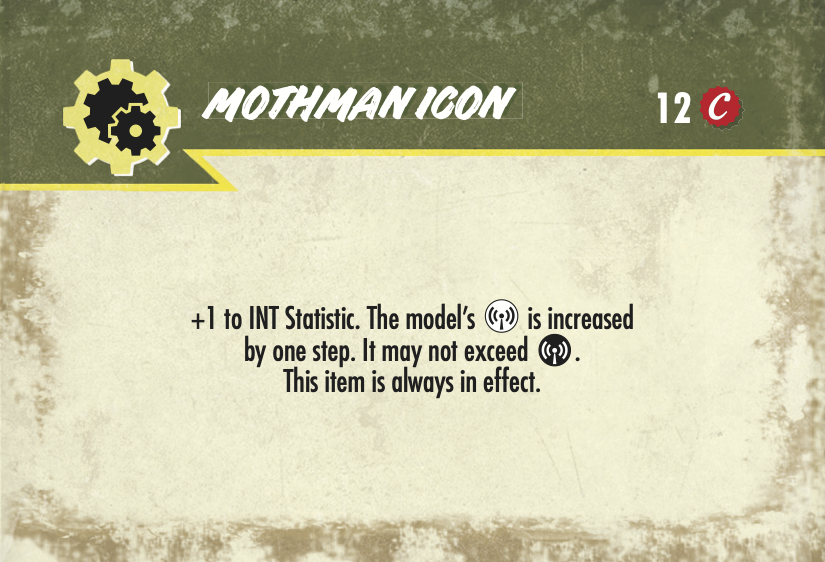 MOTHMAN ICON
12 C
+1 to INT Statistic. The model's is increased
by one step. It may not exceed .
This item is always in effect.